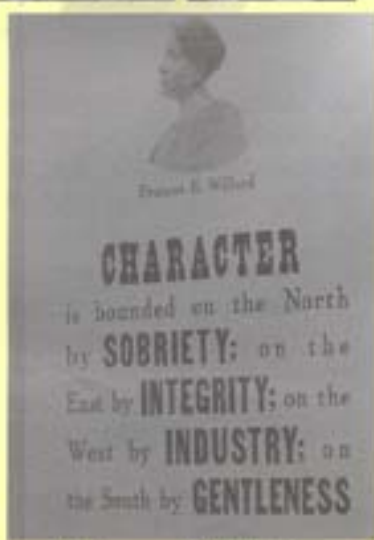 Frances E. Willard
CHARACTER
is bounded on the North
by SOBRIETY; on the
East by INTEGRITY; on the
West by INDUSTRY; on
the South by GENTLENESS